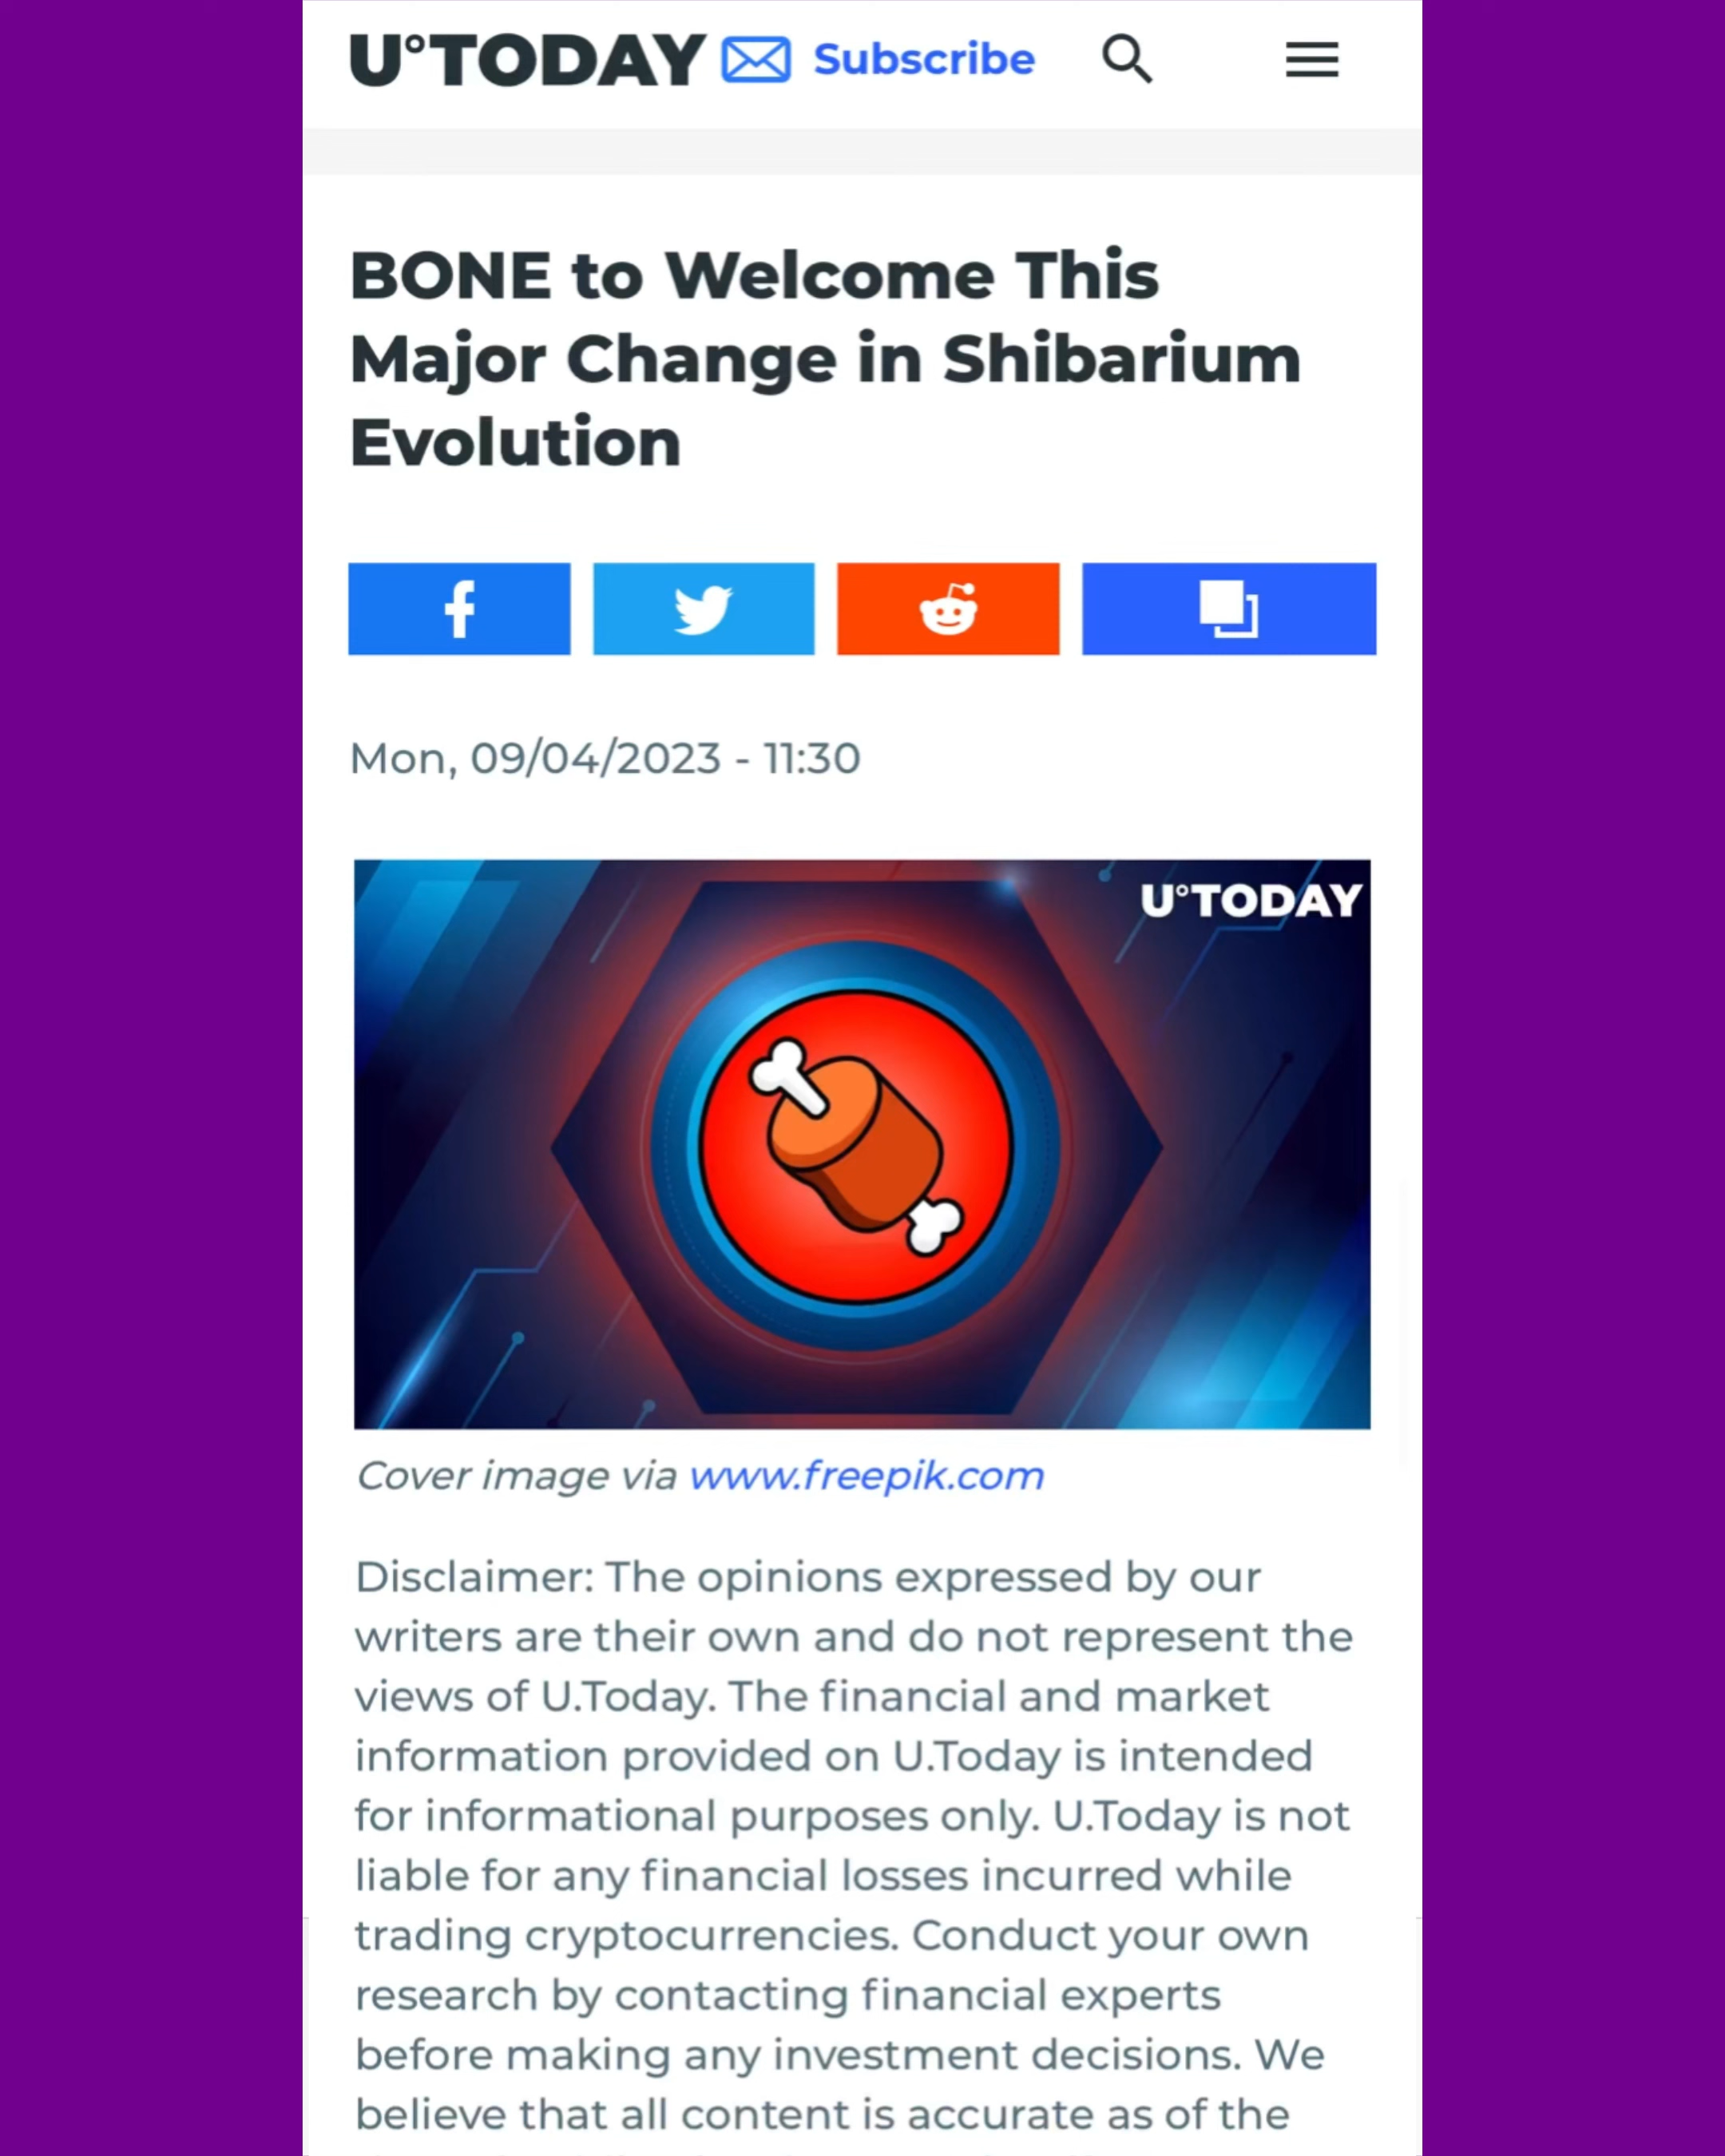 U°TODAY Subscribe
BONE to Welcome This
Major Change in Shibarium
Evolution
Mon, 09/04/2023 - 11:30
U°TODAY
Cover image via www.freepik.com
Disclaimer: The opinions expressed by our
writers are their own and do not represent the
views of U.Today. The financial and market
information provided on U.Today is intended
for informational purposes only. U.Today is not
liable for any financial losses incurred while
trading cryptocurrencies. Conduct your own
research by contacting financial experts
before making any investment decisions. We
believe that all content is accurate as of the